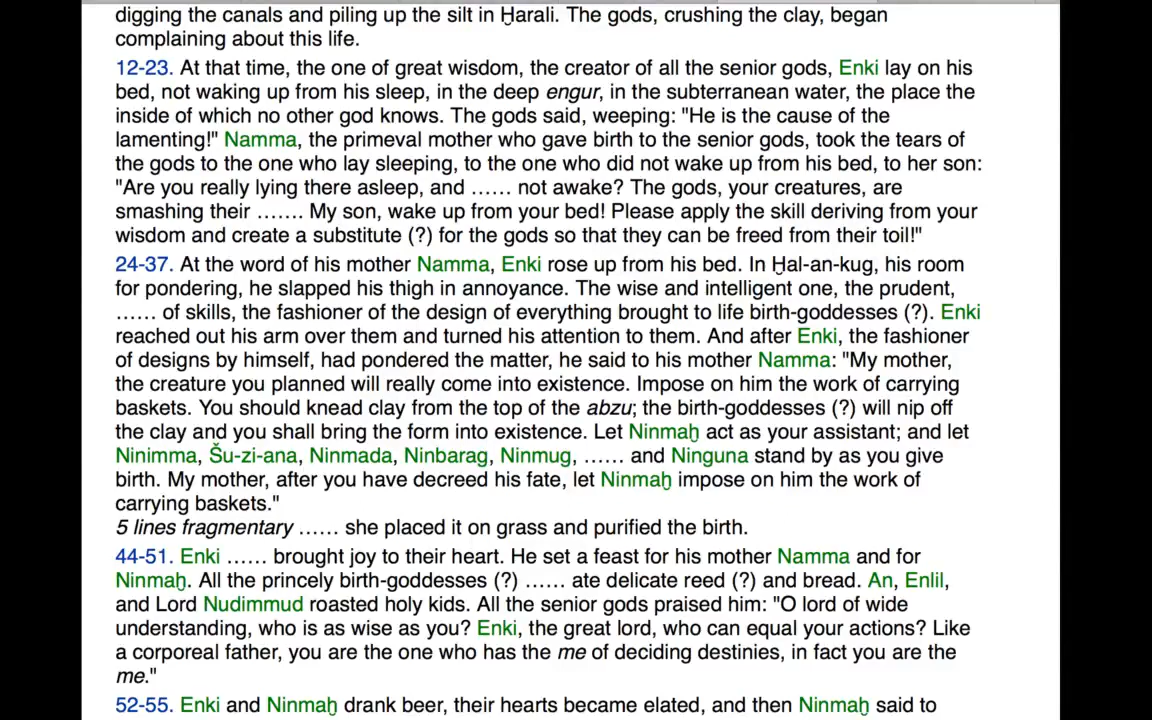 digging the canals and piling up the silt in Ḫarali. The gods, crushing the clay, began
complaining about this life.
12-23. At that time, the one of great wisdom, the creator of all the senior gods, Enki lay on his
bed, not waking up from his sleep, in the deep engur, in the subterranean water, the place the
inside of which no other god knows. The gods said, weeping: "He is the cause of the
lamenting!" Namma, the primeval mother who gave birth to the senior gods, took the tears of
the gods to the one who lay sleeping, to the one who did not wake up from his bed, to her son:
"Are you really lying there asleep, and …… not awake? The gods, your creatures, are
smashing their ……. My son, wake up from your bed! Please apply the skill deriving from your
wisdom and create a substitute (?) for the gods so that they can be freed from their toil!"
24-37. At the word of his mother Namma, Enki rose up from his bed. In Ḫal-an-kug, his room
for pondering, he slapped his thigh in annoyance. The wise and intelligent one, the prudent,
…… of skills, the fashioner of the design of everything brought to life birth-goddesses (?). Enki
reached out his arm over them and turned his attention to them. And after Enki, the fashioner
of designs by himself, had pondered the matter, he said to his mother Namma: "My mother,
the creature you planned will really come into existence. Impose on him the work of carrying
baskets. You should knead clay from the top of the abzu; the birth-goddesses (?) will nip off
the clay and you shall bring the form into existence. Let Ninmaḫ act as your assistant; and let
Ninimma, Šu-zi-ana, Ninmada, Ninbarag, Ninmug, …… and Ninguna stand by as you give
birth. My mother, after you have decreed his fate, let Ninmaḫ impose on him the work of
carrying baskets."
5 lines fragmentary …… she placed it on grass and purified the birth.
44-51. Enki …… brought joy to their heart. He set a feast for his mother Namma and for
Ninmaḫ. All the princely birth-goddesses (?) …… ate delicate reed (?) and bread. An, Enlil,
and Lord Nudimmud roasted holy kids. All the senior gods praised him: "O lord of wide
understanding, who is as wise as you? Enki, the great lord, who can equal your actions? Like
a corporeal father, you are the one who has the me of deciding destinies, in fact you are the
me."
52-55. Enki and Ninmaḫ drank beer, their hearts became elated, and then Ninmaḫ said to